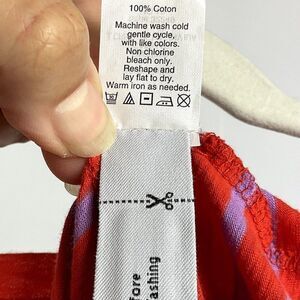 100% Coton
Machine wash cold
gentle cycle,
with like colors.
Non chlorine
bleach only.
Reshape and
lay flat to dry.
Warm iron as needed.
fore
ashing